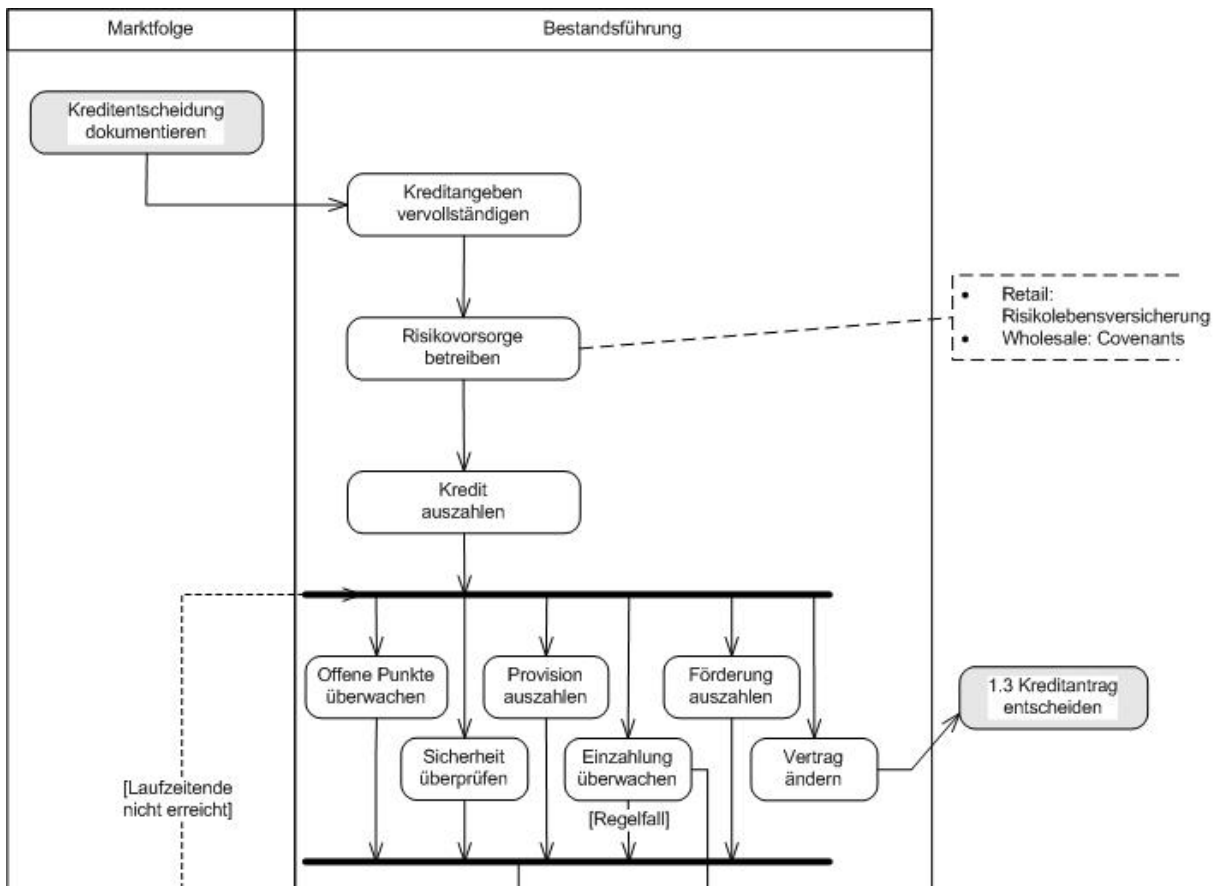 Marktfolge
Bestandsführung
Kreditentscheidung
dokumentieren
Kreditangeben
vervollständigen
Risikovorsorge
betreiben
• Retail:
Risikolebensversicherung
• Wholesale: Covenants
Kredit
auszahlen
Offene Punkte
überwachen
Provision
auszahlen
Förderung
auszahlen
1.3 Kreditantrag
entscheiden
Sicherheit
überprüfen
Einzahlung
überwachen
Vertrag
ändern
[Laufzeitende
nicht erreicht]
[Regelfall]